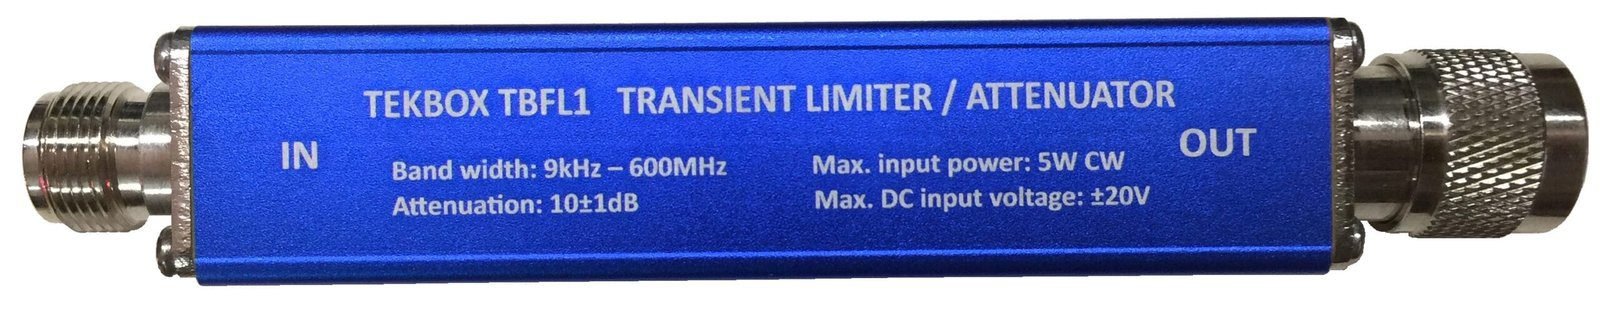 TEKBOX TBFL1 TRANSIENT LIMITER / ATTENUATOR
IN
OUT
Band width: 9kHz – 600MHz
Attenuation: 10±1dB
Max. input power: 5W CW
Max. DC input voltage: ±20V